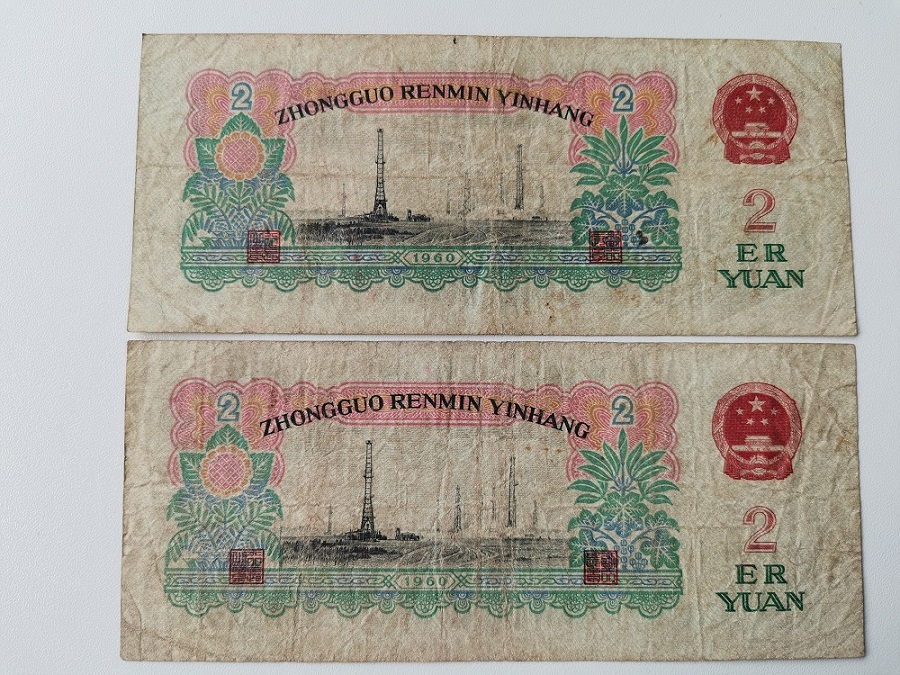 2 ZHONGGUO RENMIN YINHANG 2
1960
2
ER
YUAN
2 ZHONGGUO RENMIN YINHANG 2
1960
2
ER
YUAN